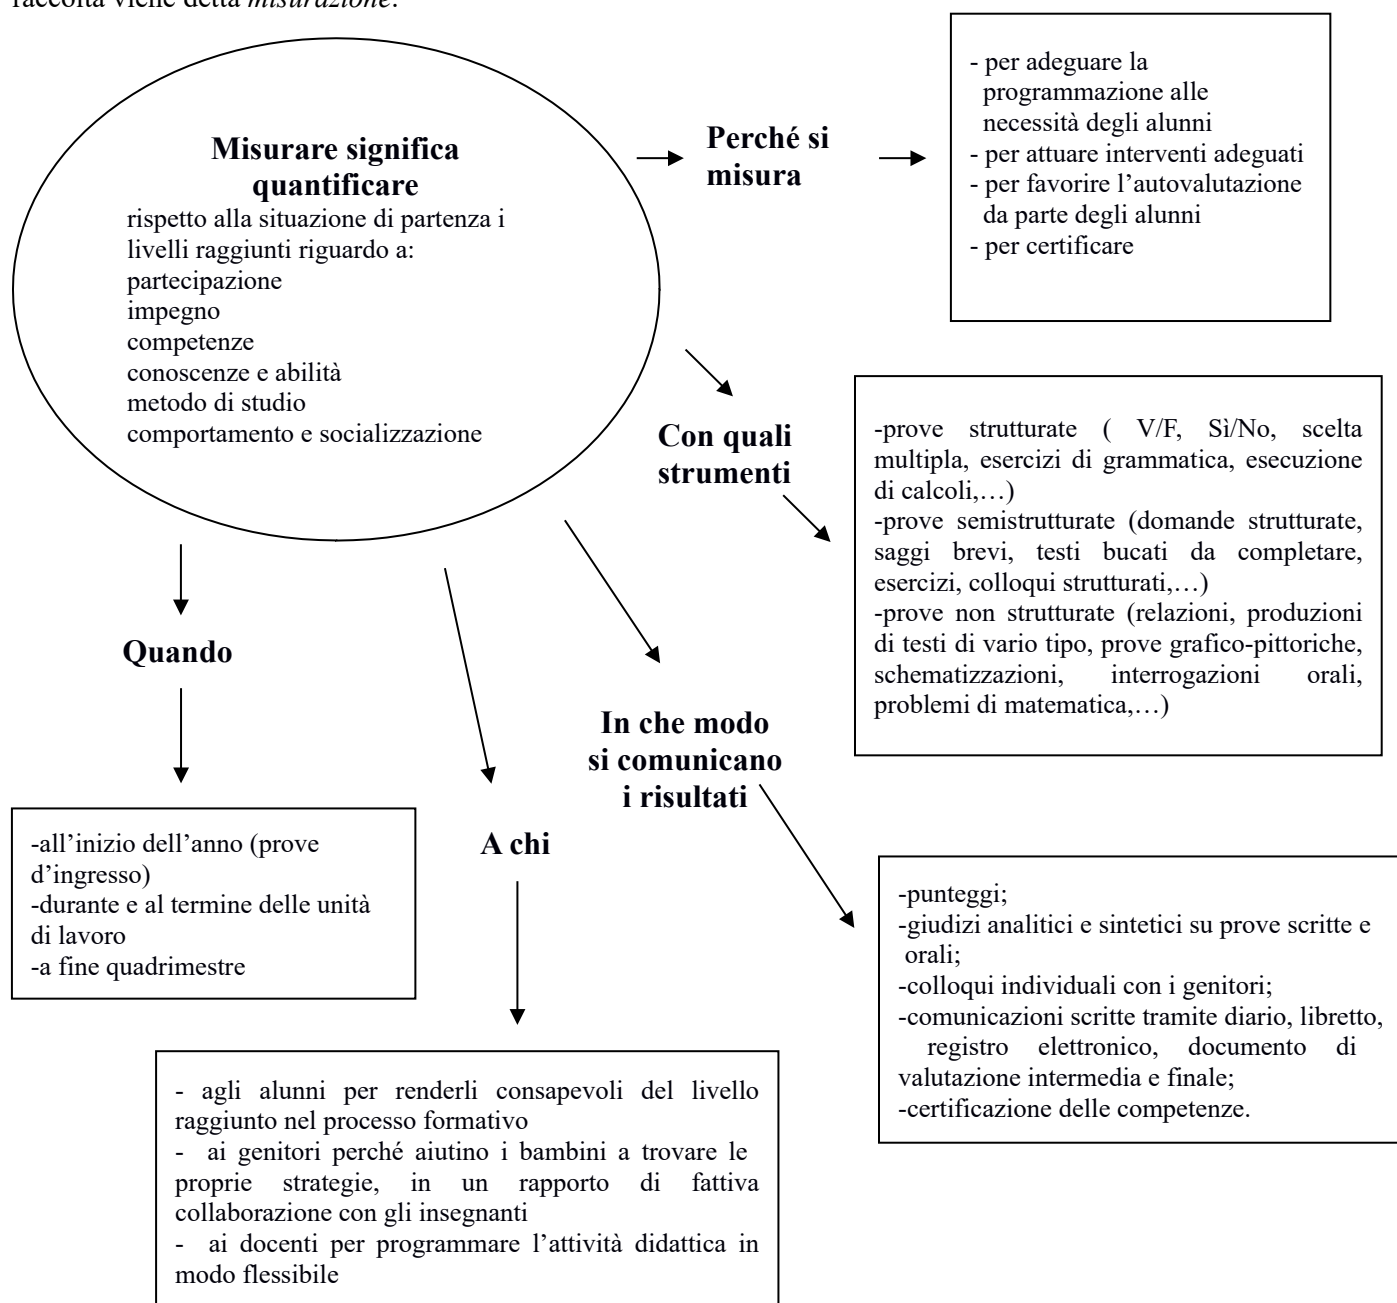 raccolta viene detta misurazione.
Misurare significa
quantificare
rispetto alla situazione di partenza i
livelli raggiunti riguardo a:
partecipazione
impegno
competenze
conoscenze e abilità
metodo di studio
comportamento e socializzazione
Perché si
misura
- per adeguare la
programmazione alle
necessità degli alunni
- per attuare interventi adeguati
- per favorire l’autovalutazione
da parte degli alunni
- per certificare
Con quali
strumenti
-prove strutturate ( V/F, Sì/No, scelta
multipla, esercizi di grammatica, esecuzione
di calcoli,…)
-prove semistrutturate (domande strutturate,
saggi brevi, testi bucati da completare,
esercizi, colloqui strutturati,…)
-prove non strutturate (relazioni, produzioni
di testi di vario tipo, prove grafico-pittoriche,
schematizzazioni, interrogazioni orali,
problemi di matematica,…)
Quando
-all’inizio dell’anno (prove
d’ingresso)
-durante e al termine delle unità
di lavoro
-a fine quadrimestre
In che modo
si comunicano
i risultati
-punteggi;
-giudizi analitici e sintetici su prove scritte e
orali;
-colloqui individuali con i genitori;
-comunicazioni scritte tramite diario, libretto,
registro elettronico, documento di
valutazione intermedia e finale;
-certificazione delle competenze.
A chi
- agli alunni per renderli consapevoli del livello
raggiunto nel processo formativo
- ai genitori perché aiutino i bambini a trovare le
proprie strategie, in un rapporto di fattiva
collaborazione con gli insegnanti
- ai docenti per programmare l’attività didattica in
modo flessibile